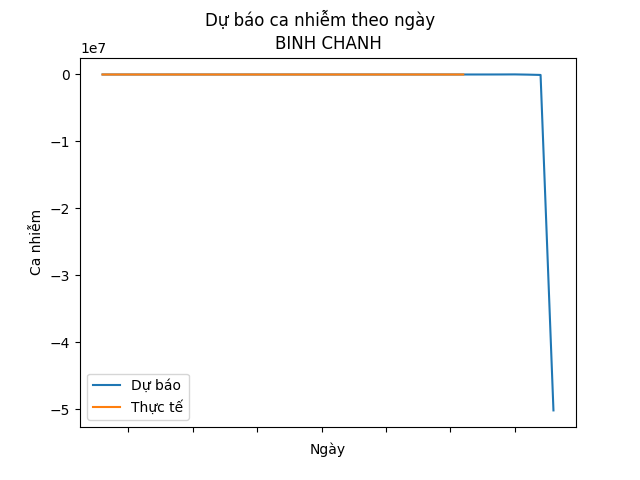 Dự báo ca nhiễm theo ngày
BINH CHANH
1e7
0
−1
−2
−3
−4
−5
Ca nhiễm
Dự báo
Thực tế
Ngày